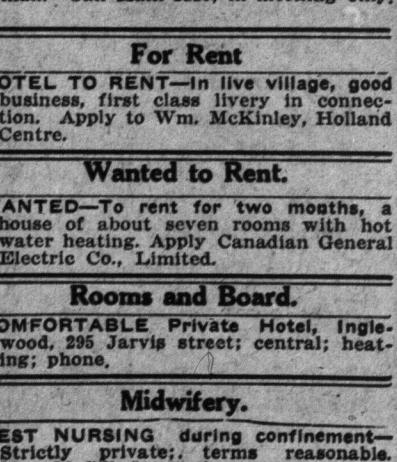 For Rent
OTEL TO RENT—In live village, good
business, first class livery in connec-
tion. Apply to Wm. McKinley, Holland
Centre.
Wanted to Rent.
ANTED—To rent for two months, a
house of about seven rooms with hot
water heating. Apply Canadian General
Electric Co., Limited.
Rooms and Board.
OMFORTABLE Private Hotel, Ingle-
wood, 295 Jarvis street; central; heat-
ing; phone.
Midwifery.
EST NURSING during confinement—
Strictly private;. terms reasonable.